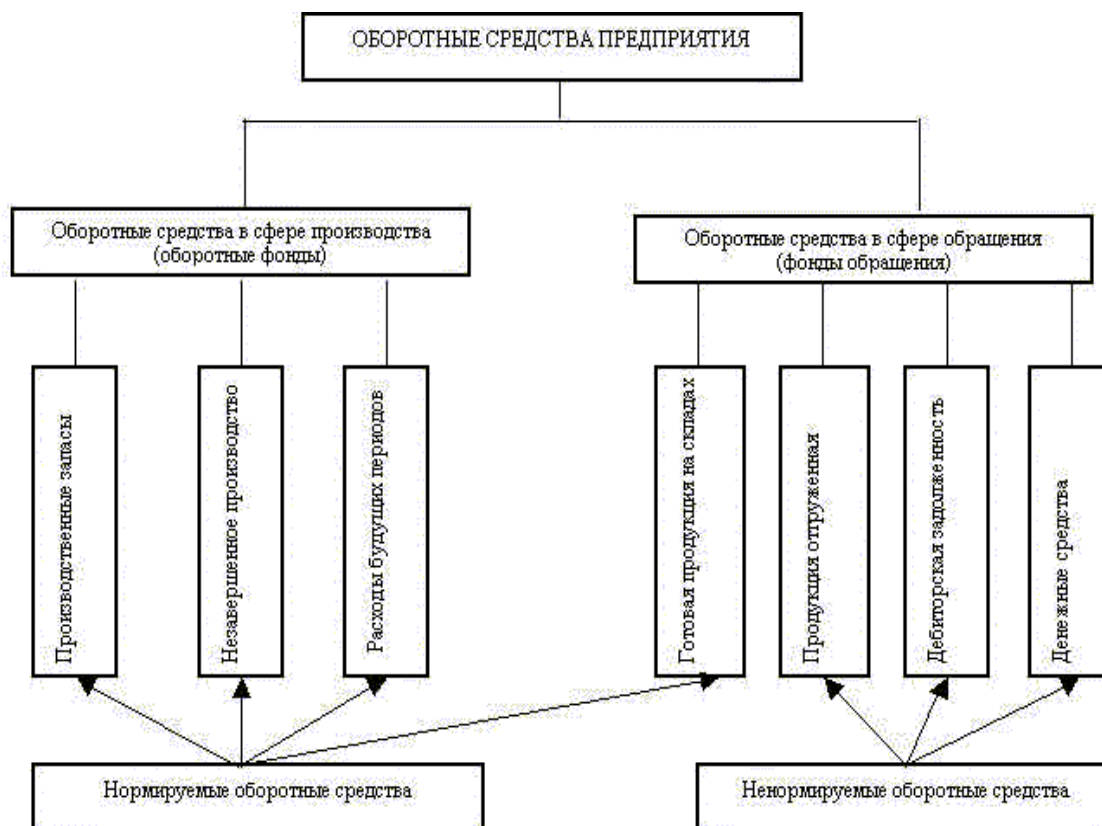 ОБОРОТНЫЕ СРЕДСТВА ПРЕДПРИЯТИЯ
Оборотные средства в сфере производства
(оборотные фонды)
Оборотные средства в сфере обращения
(фонды обращения)
Производственные запасы
Незавершенное производство
Расходы будущих периодов
Готовая продукция на складах
Продукция отгруженная
Дебиторская задолженность
Денежные средства
Нормируемые оборотные средства
Ненормируемые оборотные средства